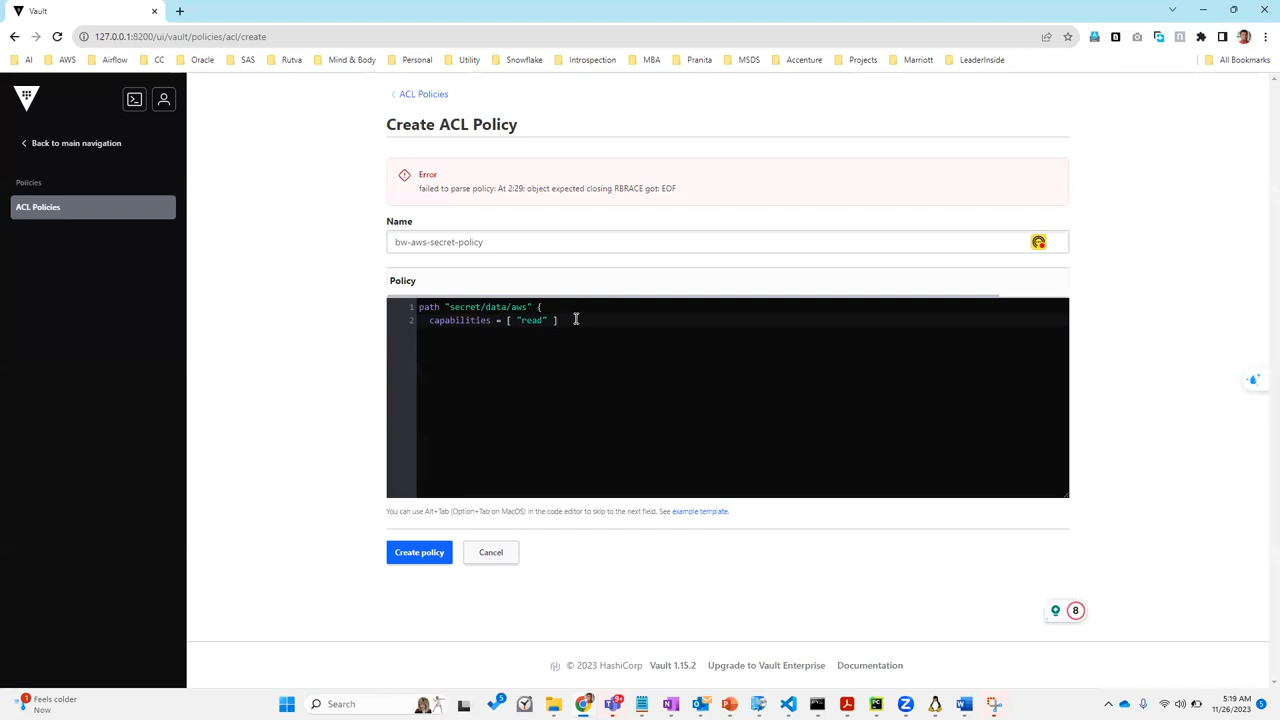 Vault
127.0.0.1:8200/ui/vault/policies/acl/create
AI AWS Airflow CC Oracle SAS Rutva Mind & Body Personal Utility Snowflake Introspection MBA Pranita MSDS Accenture Projects Marriott LeaderInside All Bookmarks
ACL Policies
Create ACL Policy
Back to main navigation
Error
failed to parse policy: At 2:29: object expected closing RBRACE got: EOF
Policies
ACL Policies
Name
bw-aws-secret-policy
Policy
1 path "secret/data/aws" {
2 capabilities = [ "read" ]
You can use Alt+Tab (Option+Tab on MacOS) in the code editor to skip to the next field. See example template.
Create policy Cancel
8
© 2023 HashiCorp Vault 1.15.2 Upgrade to Vault Enterprise Documentation
1 Feels colder
Now
Search
5
9+
5:19 AM
11/26/2023
5